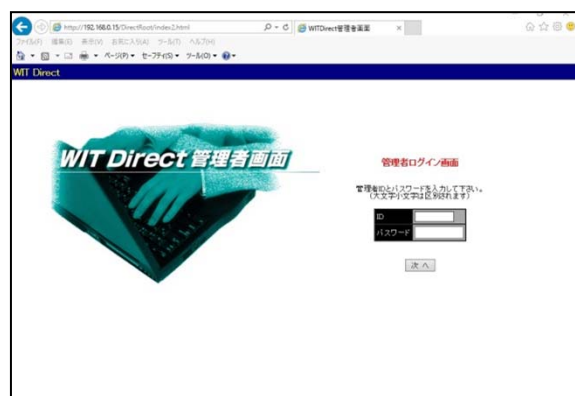 http://192.168.0.15/DirectRoot/index2.html
WITDirect管理者画面
ファイル(F) 編集(E) 表示(V) お気に入り(A) ツール(T) ヘルプ(H)
ページ(P) セーフティ(S) ツール(O)
WIT Direct
WIT Direct 管理者画面
管理者ログイン画面
管理者IDとパスワードを入力して下さい。
(大文字小文字は区別されます)
ID
パスワード
次 へ